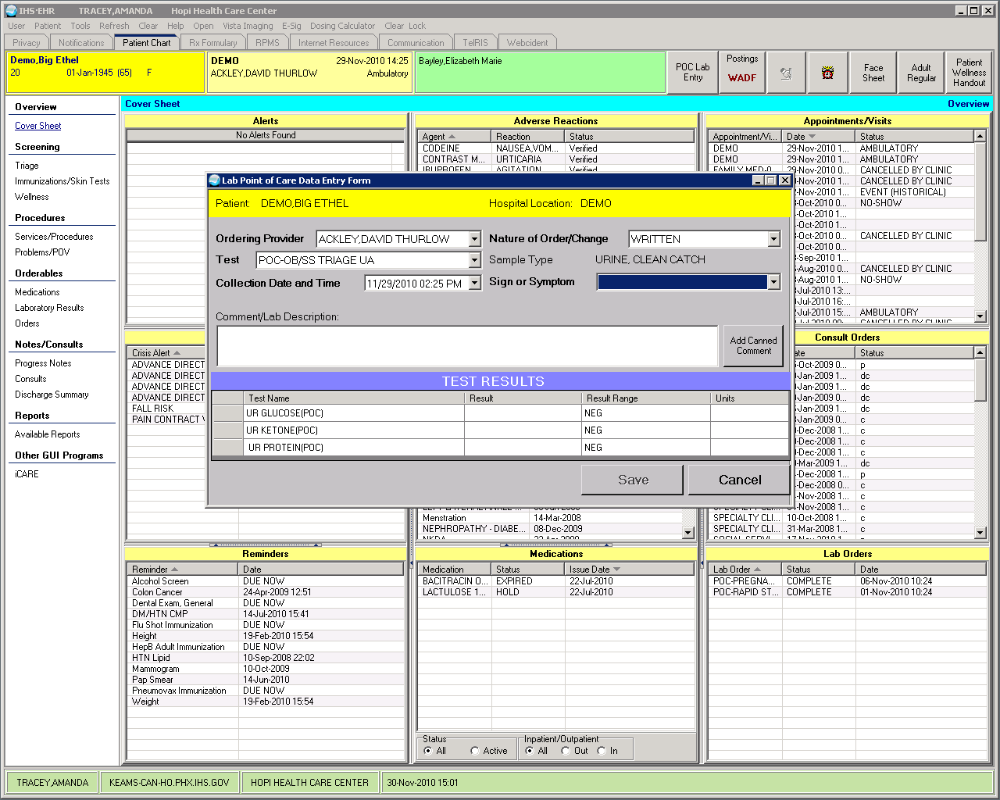 IHS-EHR TRACEY,AMANDA Hopi Health Care Center
User Patient Tools Refresh Clear Help Open Vista Imaging E-Sig Dosing Calculator Clear Lock
Privacy Notifications Patient Chart Rx Formulary RPMS Internet Resources Communication TelRIS Webcident
Demo,Big Ethel
20 01-Jan-1945 (65) F
DEMO 29-Nov-2010 14:25
ACKLEY,DAVID THURLOW Ambulatory
Bayley,Elizabeth Marie
POC Lab
Entry
Postings
WADF
Face
Sheet
Adult
Regular
Patient
Wellness
Handout
Overview
Cover Sheet
Screening
Triage
Immunizations/Skin Tests
Wellness
Procedures
Services/Procedures
Problems/POV
Orderables
Medications
Laboratory Results
Orders
Notes/Consults
Progress Notes
Consults
Discharge Summary
Reports
Available Reports
Other GUI Programs
iCARE
Cover Sheet Overview
Alerts
No Alerts Found
Adverse Reactions
Agent Reaction Status
CODEINE NAUSEA,VOM... Verified
CONTRAST M... URTICARIA Verified
IBUPROFEN AGITATION Verified
Appointments/Visits
Appointment/Vi... Date Status
DEMO 29-Nov-2010 1... AMBULATORY
DEMO 29-Nov-2010 1... AMBULATORY
FAMILY MED-0... 29-Nov-2010 0... CANCELLED BY CLINIC
-Nov-2010 0... CANCELLED BY CLINIC
-Nov-2010 1... EVENT (HISTORICAL)
-Oct-2010 0... NO-SHOW
-Oct-2010 1...
-Oct-2010 1...
-Oct-2010 0... CANCELLED BY CLINIC
-Oct-2010 0...
-Sep-2010 1...
-Aug-2010 0... CANCELLED BY CLINIC
-Aug-2010 1... NO-SHOW
-Jul-2010 13:...
-Jul-2010 16:...
-Jul-2010 15:... AMBULATORY
CANCELLED BY CLINIC
Lab Point of Care Data Entry Form
Patient: DEMO,BIG ETHEL Hospital Location: DEMO
Ordering Provider ACKLEY,DAVID THURLOW Nature of Order/Change WRITTEN
Test POC-OB/SS TRIAGE UA Sample Type URINE, CLEAN CATCH
Collection Date and Time 11/29/2010 02:25 PM Sign or Symptom
Comment/Lab Description:
Add Canned
Comment
TEST RESULTS
Test Name Result Result Range Units
UR GLUCOSE(POC) NEG
UR KETONE(POC) NEG
UR PROTEIN(POC) NEG
Save Cancel
Crisis Alert
ADVANCE DIRECT
ADVANCE DIRECT
ADVANCE DIRECT
ADVANCE DIRECT
FALL RISK
PAIN CONTRACT
Menstration 14-Mar-2008
NEPHROPATHY - DIABE... 08-Dec-2009
NKDA
Consult Orders
Status
-Oct-2009 0... p
-Jan-2009 1... dc
-Jan-2009 1... dc
-Jan-2009 0... dc
-Jan-2009 1... dc
-Jan-2009 0... c
-Dec-2008 1... c
-Dec-2008 1... c
-Dec-2008 0... c
-Mar-2009 1... dc
-Dec-2008 1... p
-Dec-2008 0... c
-Dec-2008 0... c
-Nov-2008 1... c
SPECIALTY CLI... 10-Oct-2008 1... c
SPECIALTY CLI... 31-Mar-2008 1... c
Reminders
Reminder Date
Alcohol Screen DUE NOW
Colon Cancer 24-Apr-2009 12:51
Dental Exam, General DUE NOW
DM/HTN CMP 14-Jul-2010 15:41
Flu Shot Immunization DUE NOW
Height 19-Feb-2010 15:54
HepB Adult Immunization DUE NOW
HTN Lipid 10-Sep-2008 22:02
Mammogram 10-Oct-2009
Pap Smear 14-Jun-2010
Pneumovax Immunization DUE NOW
Weight 19-Feb-2010 15:54
Medications
Medication Status Issue Date
BACITRACIN O... EXPIRED 22-Jul-2010
LACTULOSE 1... HOLD 22-Jul-2010
Status
All Active
Inpatient/Outpatient
All Out In
Lab Orders
Lab Order Status Date
POC-PREGNA... COMPLETE 06-Nov-2010 10:24
POC-RAPID ST... COMPLETE 01-Nov-2010 10:24
TRACEY,AMANDA KEAMS-CAN-HO.PHX.IHS.GOV HOPI HEALTH CARE CENTER 30-Nov-2010 15:01